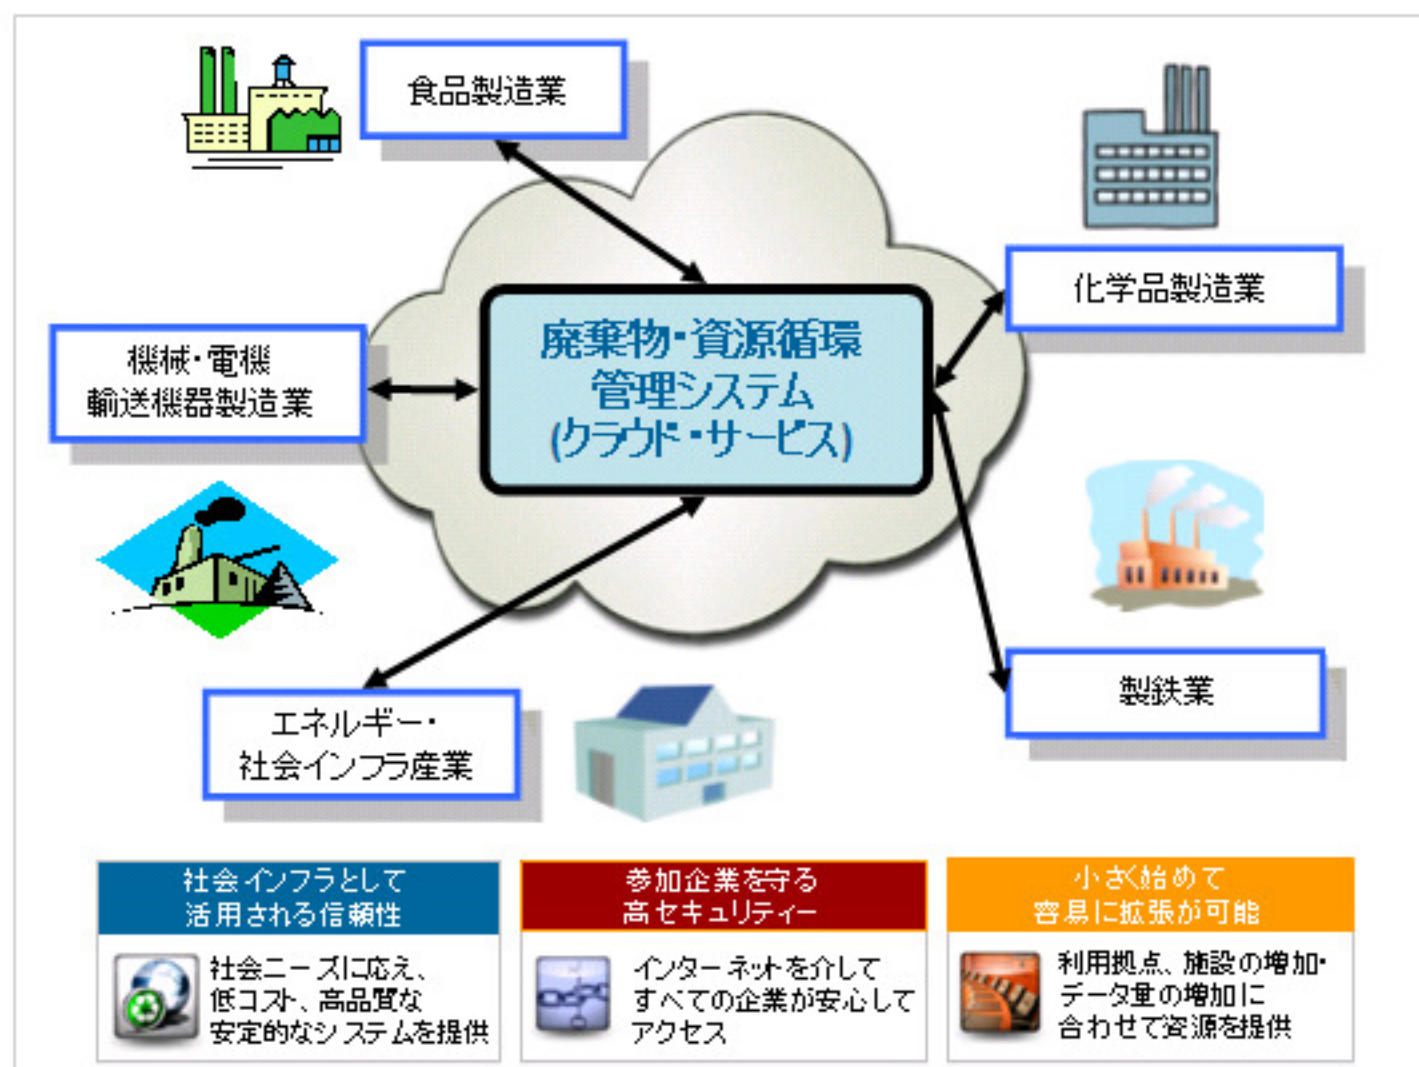 食品製造業
化学品製造業
廃棄物・資源循環
管理システム
(クラウド・サービス)
機械・電機
輸送機器製造業
製鉄業
エネルギー・
社会インフラ産業
社会インフラとして
活用される信頼性
社会ニーズに応え、
低コスト、高品質な
安定的なシステムを提供
参加企業を守る
高セキュリティー
インターネットを介して
すべての企業が安心して
アクセス
小さく始めて
容易に拡張が可能
利用拠点、施設の増加・
データ量の増加に
合わせて資源を提供